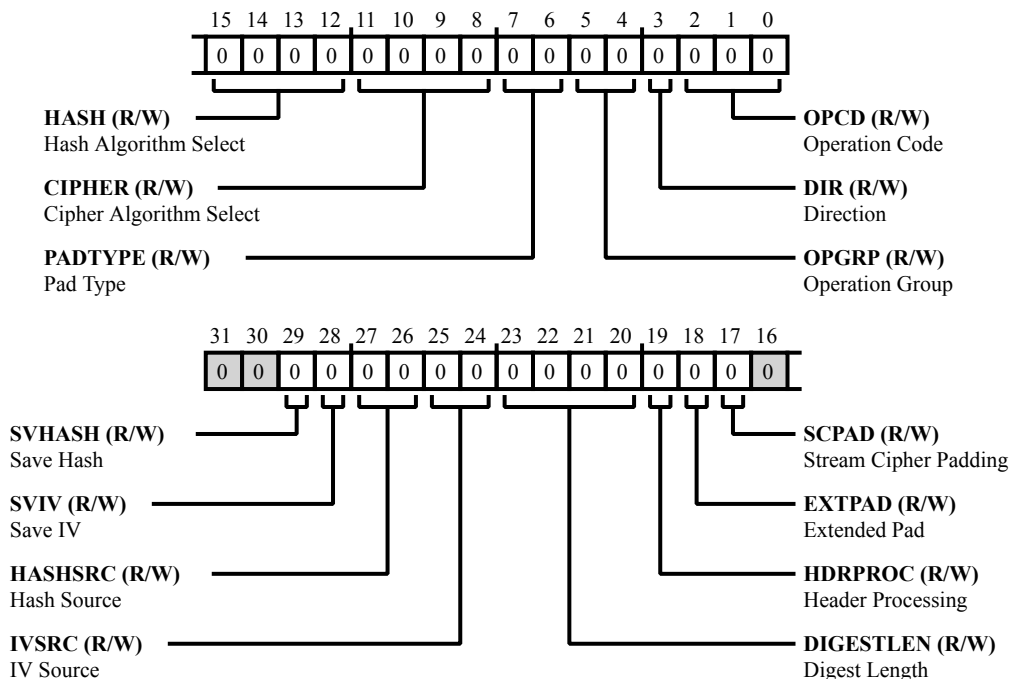 15 14 13 12 11 10 9 8 7 6 5 4 3 2 1 0
0 0 0 0 0 0 0 0 0 0 0 0 0 0 0 0
HASH (R/W)
Hash Algorithm Select
OPCD (R/W)
Operation Code
CIPHER (R/W)
Cipher Algorithm Select
DIR (R/W)
Direction
PADTYPE (R/W)
Pad Type
OPGRP (R/W)
Operation Group
31 30 29 28 27 26 25 24 23 22 21 20 19 18 17 16
0 0 0 0 0 0 0 0 0 0 0 0 0 0 0 0
SVHASH (R/W)
Save Hash
SCPAD (R/W)
Stream Cipher Padding
SVIV (R/W)
Save IV
EXTPAD (R/W)
Extended Pad
HASHSRC (R/W)
Hash Source
HDRPROC (R/W)
Header Processing
IVSRC (R/W)
IV Source
DIGESTLEN (R/W)
Digest Length